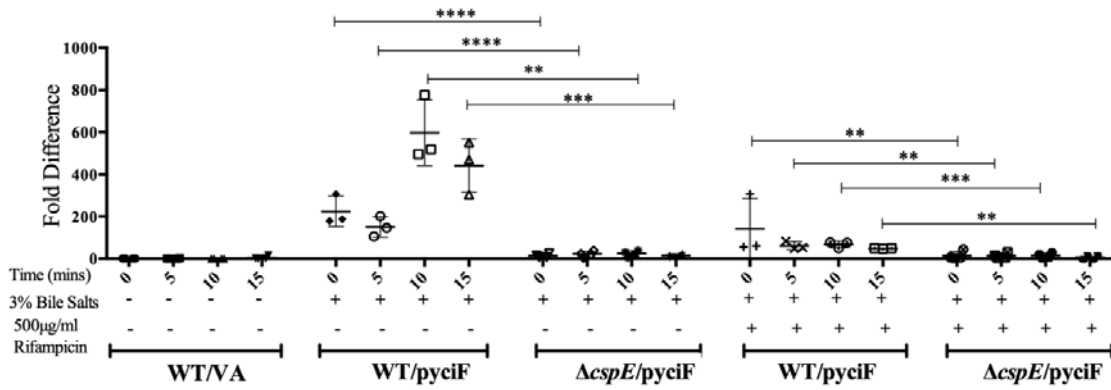 ****
****
**
***
**
**
***
**
1000
800
600
400
200
0
Fold Difference
Time (mins) 0 5 10 15 0 5 10 15 0 5 10 15 0 5 10 15 0 5 10 15
3% Bile Salts - - - - + + + + + + + + + + + + + + + +
500µg/ml - - - - - - - - - - - - + + + + + + + +
Rifampicin
WT/VA WT/pyciF ΔcspE/pyciF WT/pyciF ΔcspE/pyciF